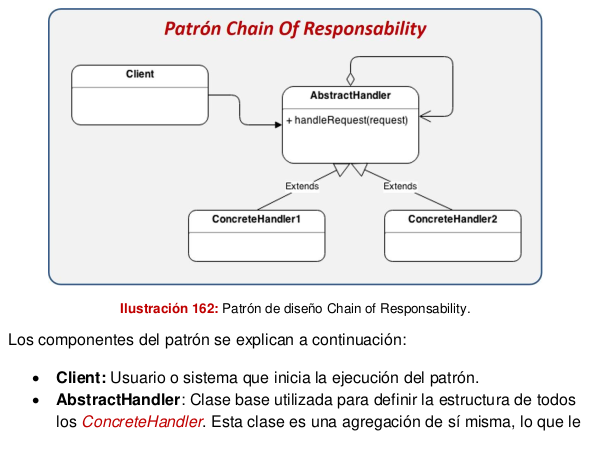 Patrón Chain Of Responsability
Client
AbstractHandler
+ handleRequest(request)
Extends
Extends
ConcreteHandler1
ConcreteHandler2
Ilustración 162: Patrón de diseño Chain of Responsability.
Los componentes del patrón se explican a continuación:
• Client: Usuario o sistema que inicia la ejecución del patrón.
• AbstractHandler: Clase base utilizada para definir la estructura de todos
los ConcreteHandler. Esta clase es una agregación de sí misma, lo que le